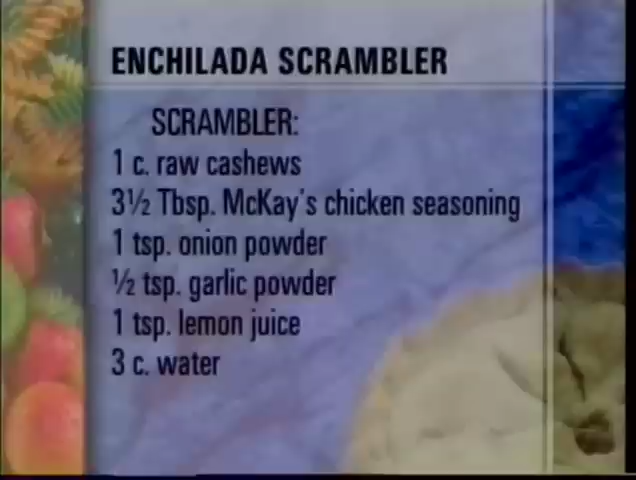 ENCHILADA SCRAMBLER
SCRAMBLER:
1 c. raw cashews
3½ Tbsp. McKay's chicken seasoning
1 tsp. onion powder
½ tsp. garlic powder
1 tsp. lemon juice
3 c. water